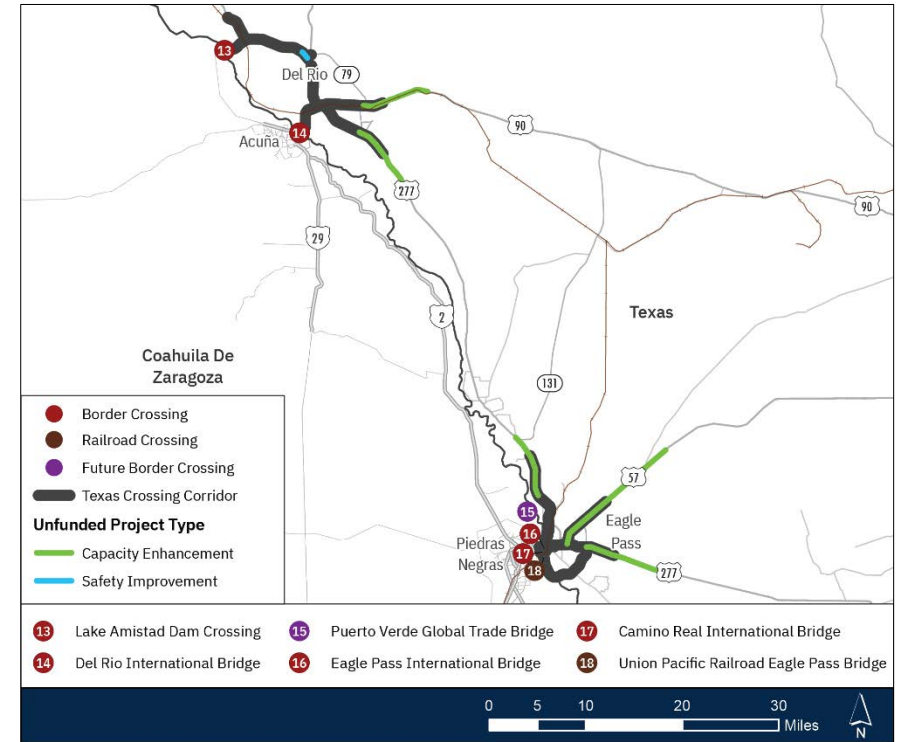 13
Del Rio
79
14
Acuña
90
277
90
29
2
Texas
Coahuila De
Zaragoza
131
Border Crossing
Railroad Crossing
Future Border Crossing
Texas Crossing Corridor
Unfunded Project Type
Capacity Enhancement
Safety Improvement
57
15
Eagle
Pass
16
Piedras
Negras
17
18
277
13 Lake Amistad Dam Crossing
15 Puerto Verde Global Trade Bridge
17 Camino Real International Bridge
14 Del Rio International Bridge
16 Eagle Pass International Bridge
18 Union Pacific Railroad Eagle Pass Bridge
0 5 10 20 30
Miles
N